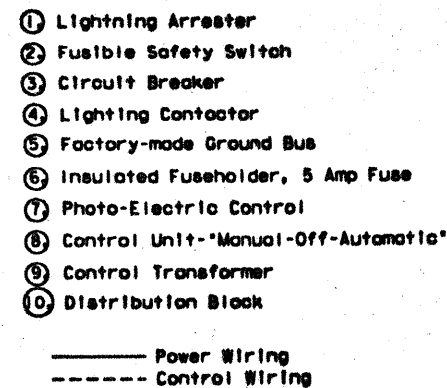 1. Lightning Arrester
2. Fusible Safety Switch
3. Circuit Breaker
4. Lighting Contactor
5. Factory-made Ground Bus
6. Insulated Fuseholder, 5 Amp Fuse
7. Photo-Electric Control
8. Control Unit-"Manual-Off-Automatic"
9. Control Transformer
10. Distribution Block
Power Wiring
Control Wiring